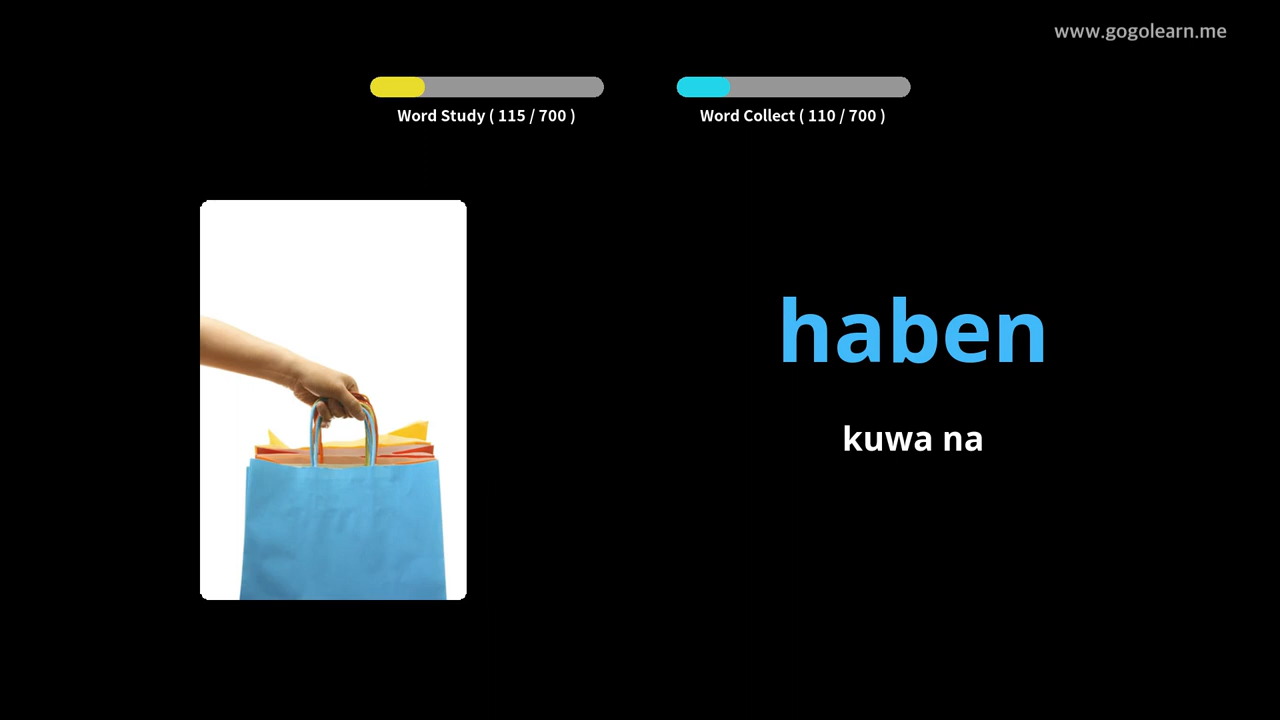 www.gogolearn.me
Word Study ( 115 / 700 )
Word Collect ( 110 / 700 )
haben
kuwa na